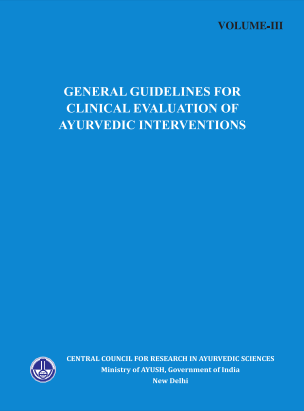 VOLUME-III
GENERAL GUIDELINES FOR
CLINICAL EVALUATION OF
AYURVEDIC INTERVENTIONS
CENTRAL COUNCIL FOR RESEARCH IN AYURVEDIC SCIENCES
Ministry of AYUSH, Government of India
New Delhi